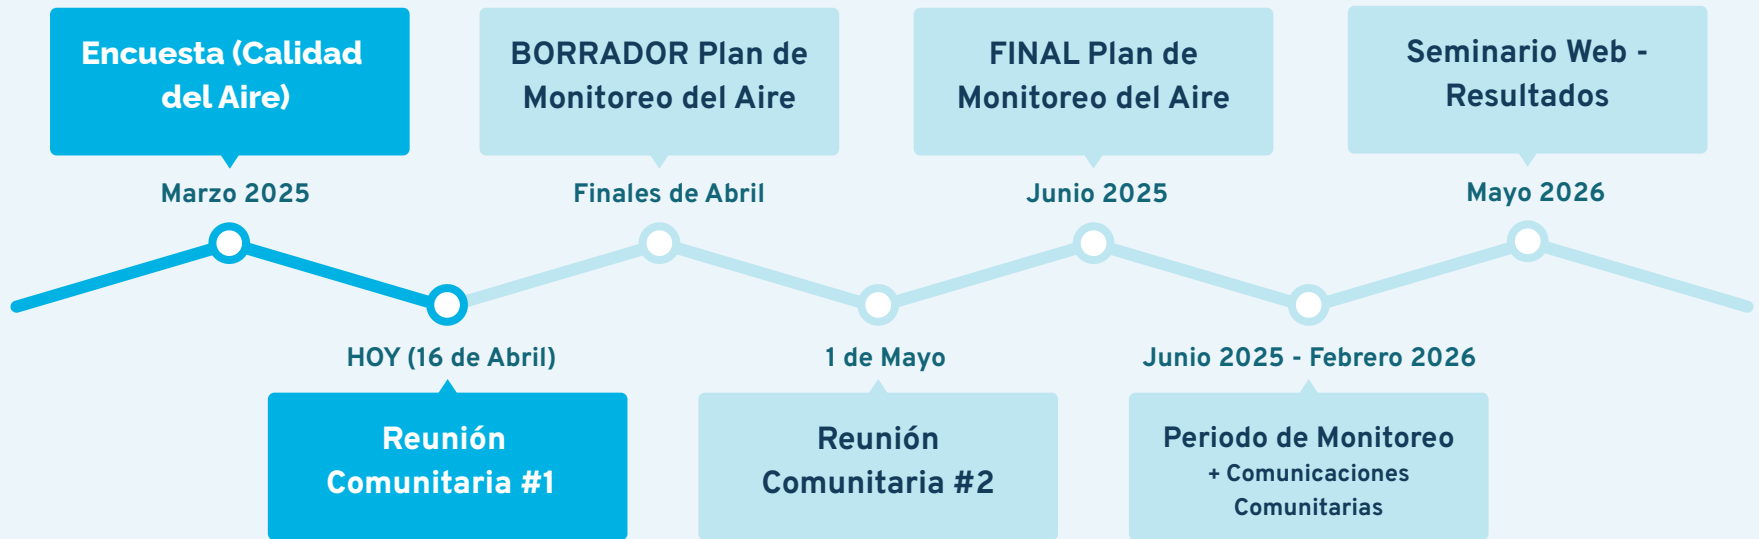 Encuesta (Calidad
del Aire)
Marzo 2025
HOY (16 de Abril)
Reunión
Comunitaria #1
BORRADOR Plan de
Monitoreo del Aire
Finales de Abril
1 de Mayo
Reunión
Comunitaria #2
FINAL Plan de
Monitoreo del Aire
Junio 2025
Junio 2025 - Febrero 2026
Periodo de Monitoreo
+ Comunicaciones
Comunitarias
Seminario Web -
Resultados
Mayo 2026